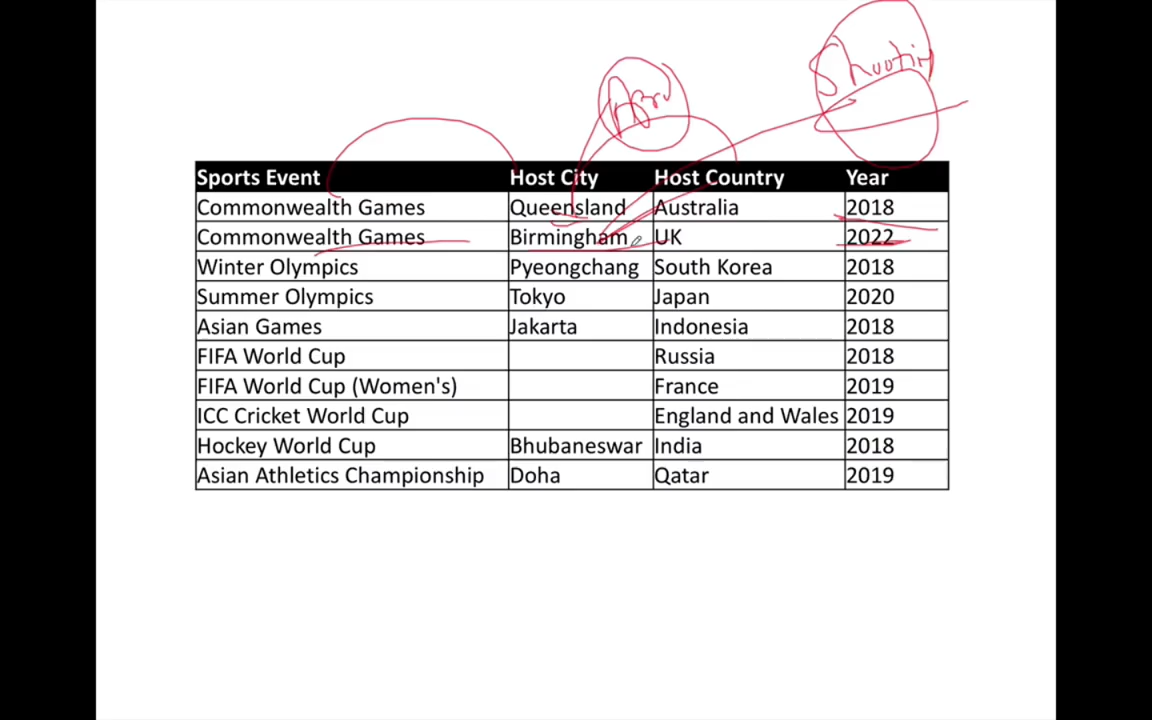 Shooting
Sports Event Host City Host Country Year
Commonwealth Games Queensland Australia 2018
Commonwealth Games Birmingham UK 2022
Winter Olympics Pyeongchang South Korea 2018
Summer Olympics Tokyo Japan 2020
Asian Games Jakarta Indonesia 2018
FIFA World Cup Russia 2018
FIFA World Cup (Women's) France 2019
ICC Cricket World Cup England and Wales 2019
Hockey World Cup Bhubaneswar India 2018
Asian Athletics Championship Doha Qatar 2019